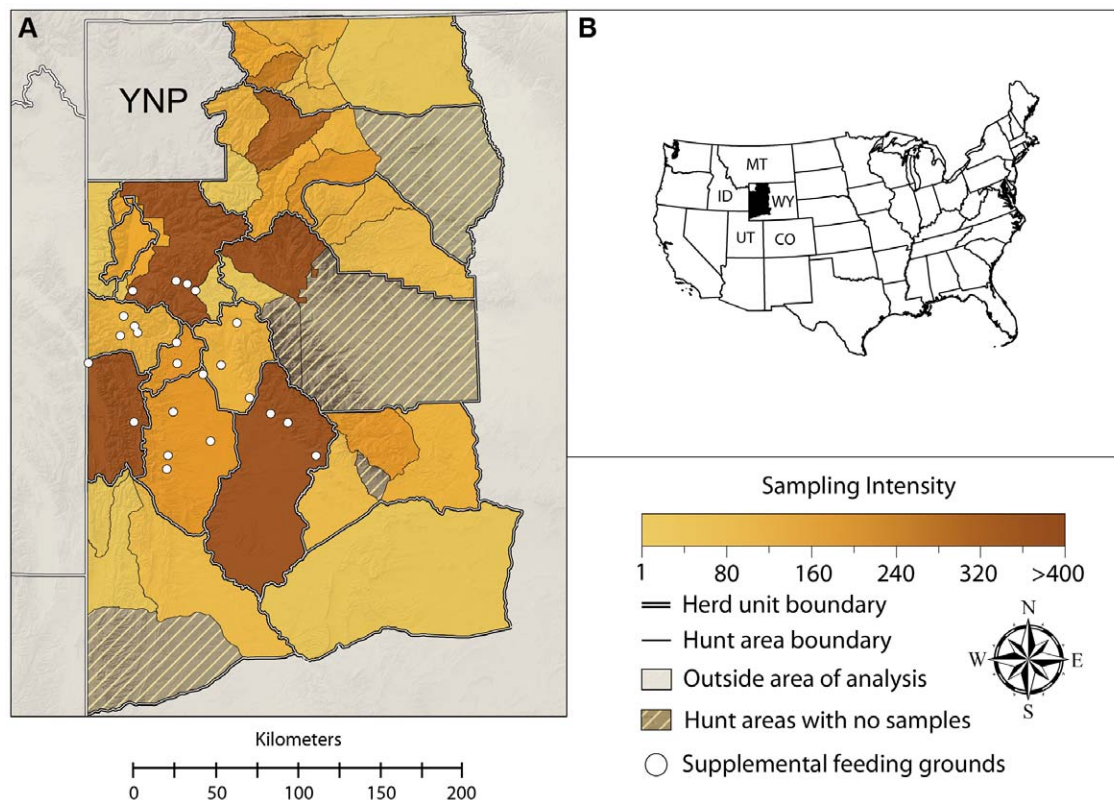 A
YNP
B
MT
ID
WY
UT
CO
Sampling Intensity
1 80 160 240 320 >400
Herd unit boundary
Hunt area boundary
Outside area of analysis
Hunt areas with no samples
Supplemental feeding grounds
N
W E
S
Kilometers
0 50 100 150 200